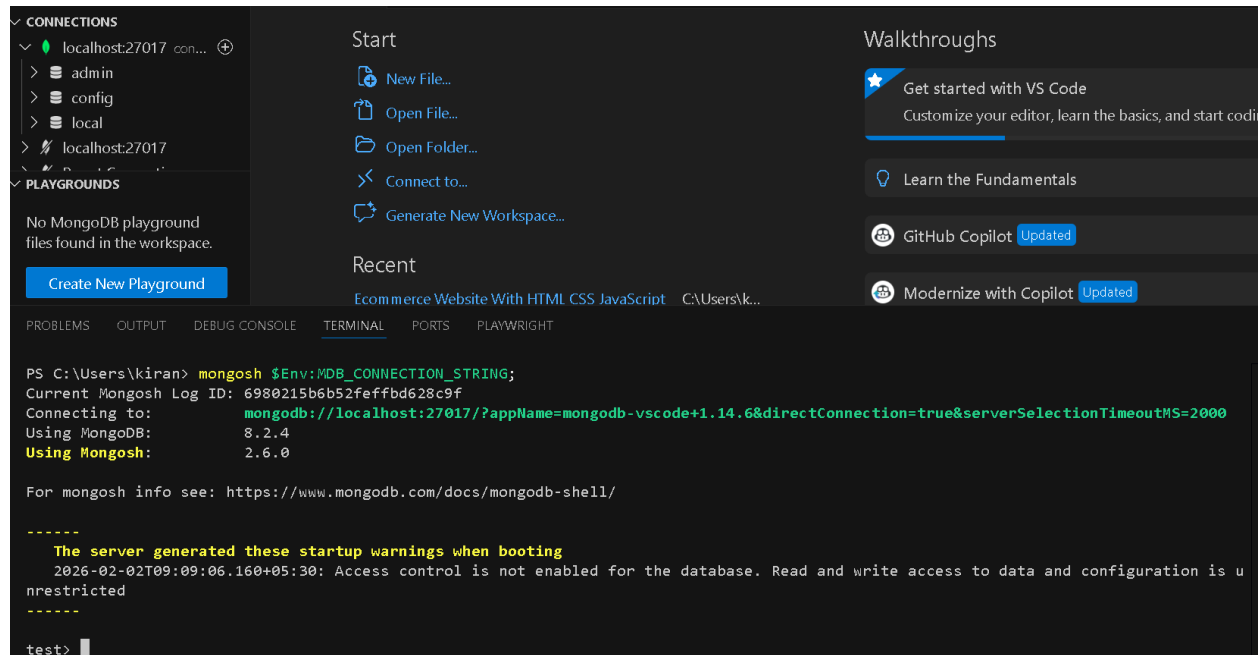 CONNECTIONS
localhost:27017 con...
admin
config
local
localhost:27017
PLAYGROUNDS
No MongoDB playground
files found in the workspace.
Create New Playground
Start
New File...
Open File...
Open Folder...
Connect to...
Generate New Workspace...
Recent
Ecommerce Website With HTML CSS JavaScript C:\Users\k...
Walkthroughs
Get started with VS Code
Customize your editor, learn the basics, and start codi
Learn the Fundamentals
GitHub Copilot Updated
Modernize with Copilot Updated
PROBLEMS OUTPUT DEBUG CONSOLE TERMINAL PORTS PLAYWRIGHT
PS C:\Users\kiran> mongosh $Env:MDB_CONNECTION_STRING;
Current Mongosh Log ID: 6980215b6b52feffbd628c9f
Connecting to: mongodb://localhost:27017/?appName=mongodb-vscode+1.14.6&directConnection=true&serverSelectionTimeoutMS=2000
Using MongoDB: 8.2.4
Using Mongosh: 2.6.0
For mongosh info see: https://www.mongodb.com/docs/mongodb-shell/
------
The server generated these startup warnings when booting
2026-02-02T09:09:06.160+05:30: Access control is not enabled for the database. Read and write access to data and configuration is u
nrestricted
------
test>